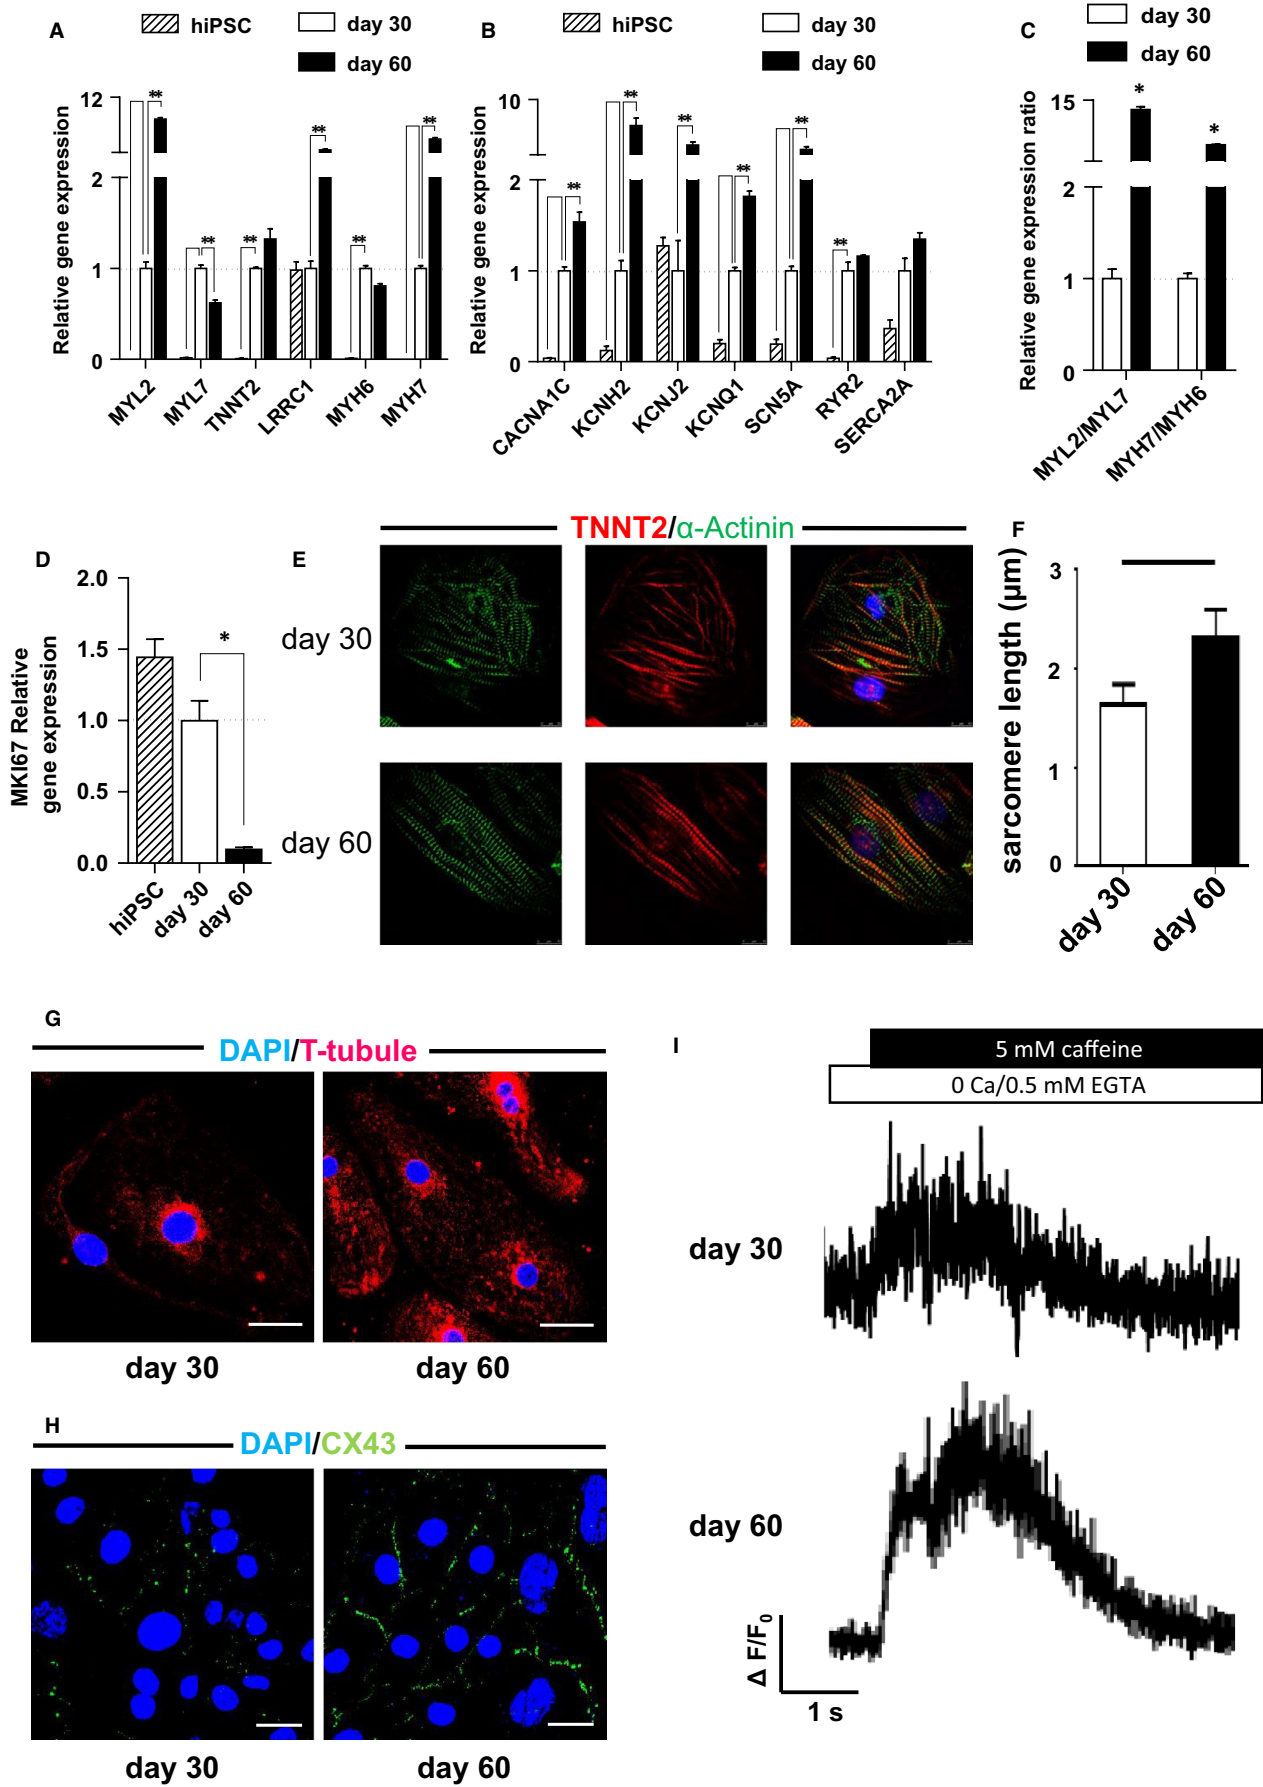 A
hiPSC
day 30
day 60
Relative gene expression
12
2
1
0
**
**
**
**
**
**
MYL2
MYL7
TNNT2
LRRC1
MYH6
MYH7
B
hiPSC
day 30
day 60
Relative gene expression
10
2
1
0
**
**
**
**
**
**
CACNA1C
KCNH2
KCNJ2
KCNQ1
SCN5A
RYR2
SERCA2A
C
day 30
day 60
Relative gene expression ratio
15
2
1
0
*
*
MYL2/MYL7
MYH7/MYH6
D
MKI67 Relative
gene expression
2.0
1.5
1.0
0.5
0.0
*
hiPSC
day 30
day 60
E
TNNT2/α-Actinin
day 30
day 60
F
sarcomere length (μm)
3
2
1
0
day 30
day 60
G
DAPI/T-tubule
day 30
day 60
H
DAPI/CX43
day 30
day 60
I
5 mM caffeine
0 Ca/0.5 mM EGTA
day 30
day 60
Δ F/F0
1 s